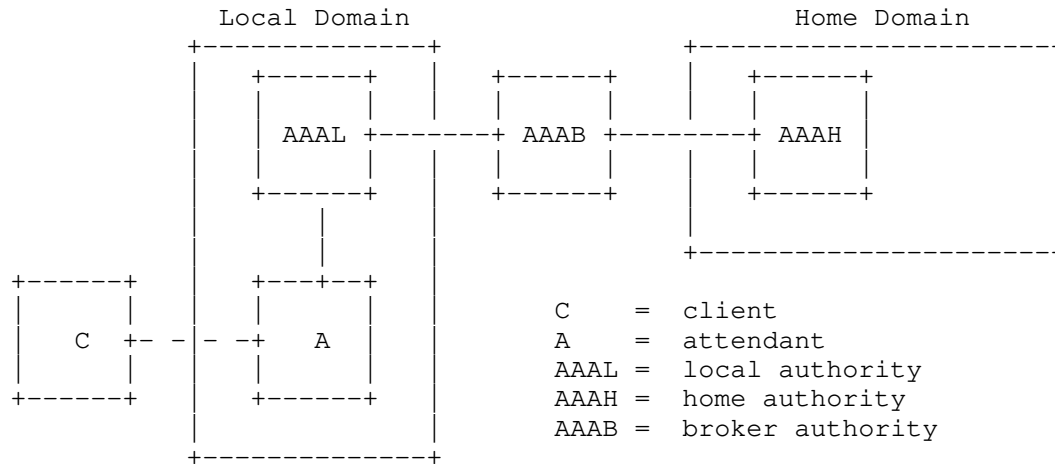 Local Domain Home Domain
AAAL AAAB AAAH
C = client
C A A = attendant
AAAL = local authority
AAAH = home authority
AAAB = broker authority